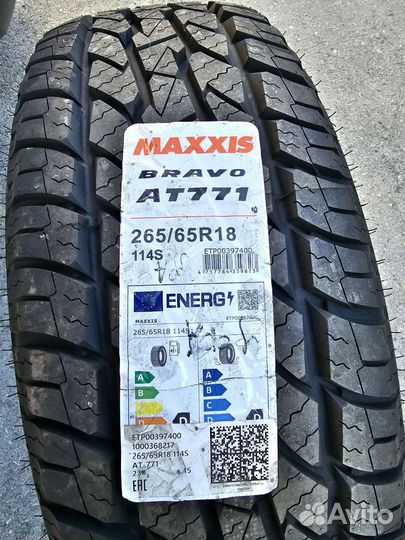 MAXXIS
BRAVO
AT771
265/65R18
114S
ETP00397400
ENERG
MAXXIS
ETP00397400
265/65R18 114S
A
B
A
B
ETP00397400
1000368217
265/65R18 114S
AT 771
EAC
Avito